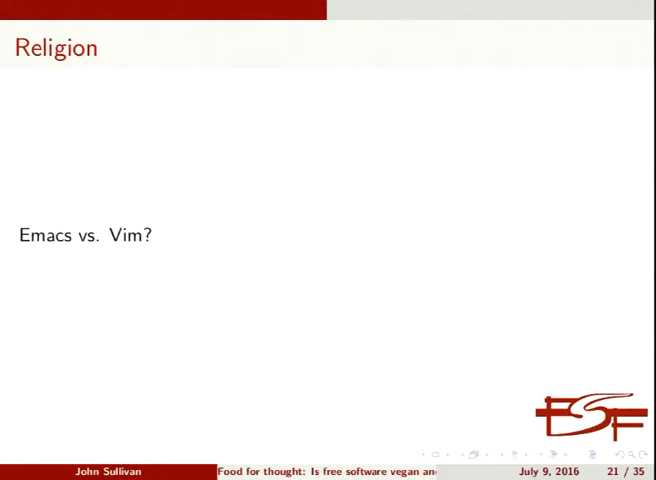 Religion
Emacs vs. Vim?
FSF
John Sullivan
Food for thought: Is free software vegan an
July 9, 2016
21 / 35